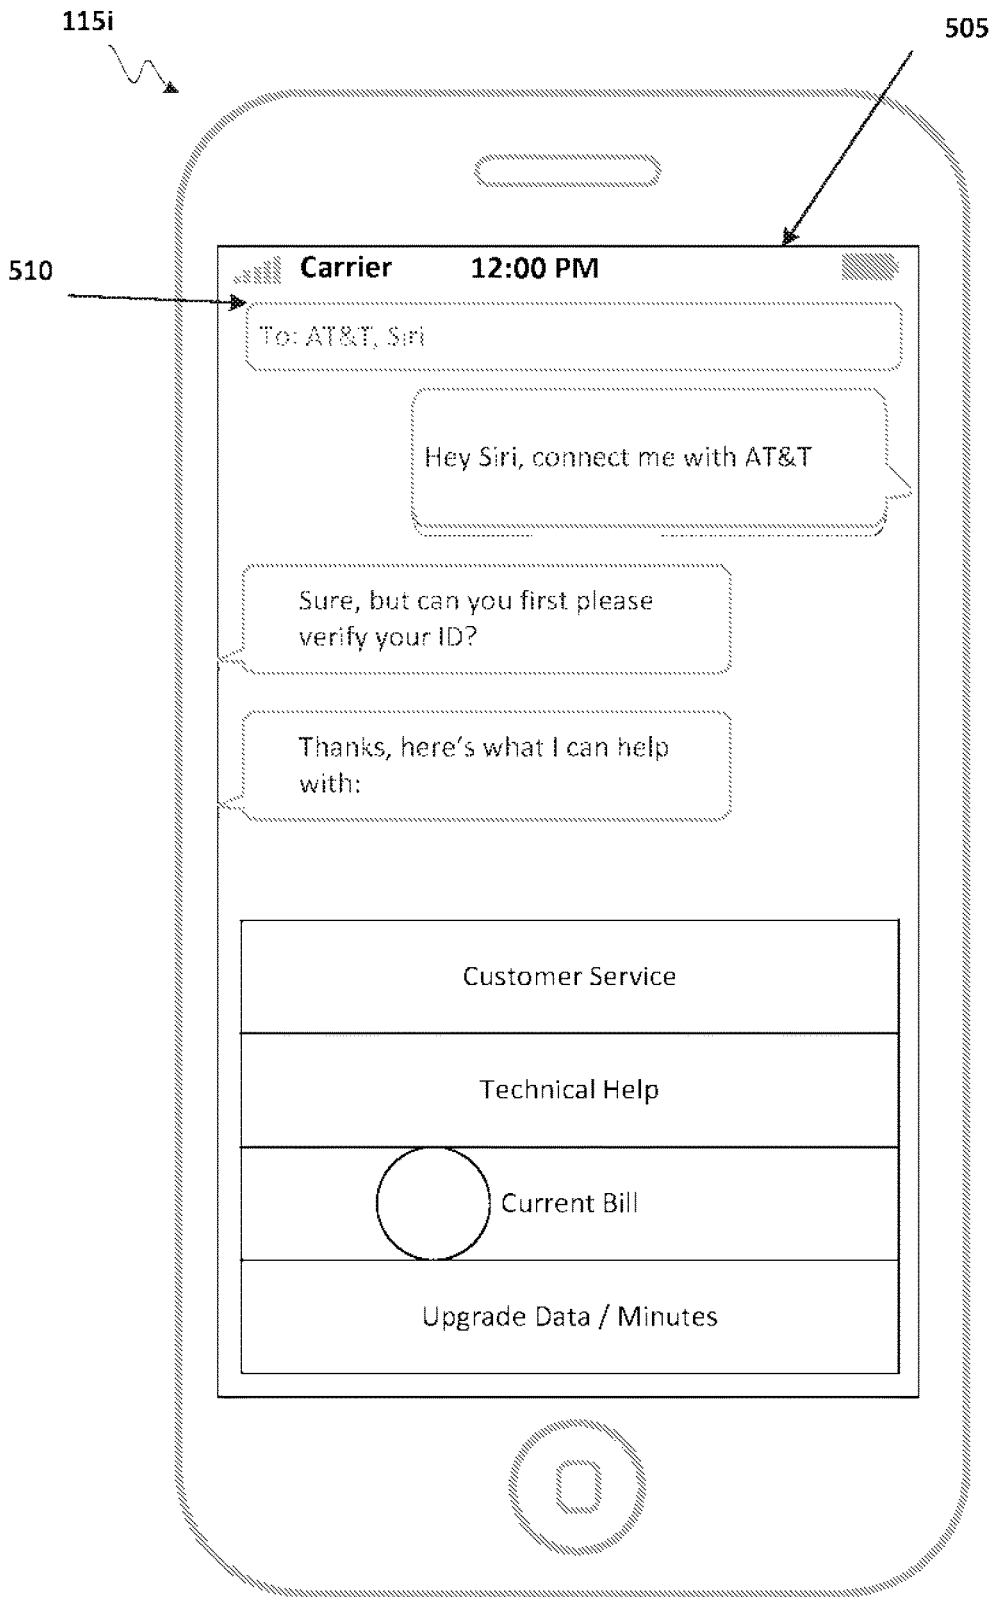 115i
505
510
Carrier 12:00 PM
To: AT&T, Siri
Hey Siri, connect me with AT&T
Sure, but can you first please
verify your ID?
Thanks, here's what I can help
with:
Customer Service
Technical Help
Current Bill
Upgrade Data / Minutes